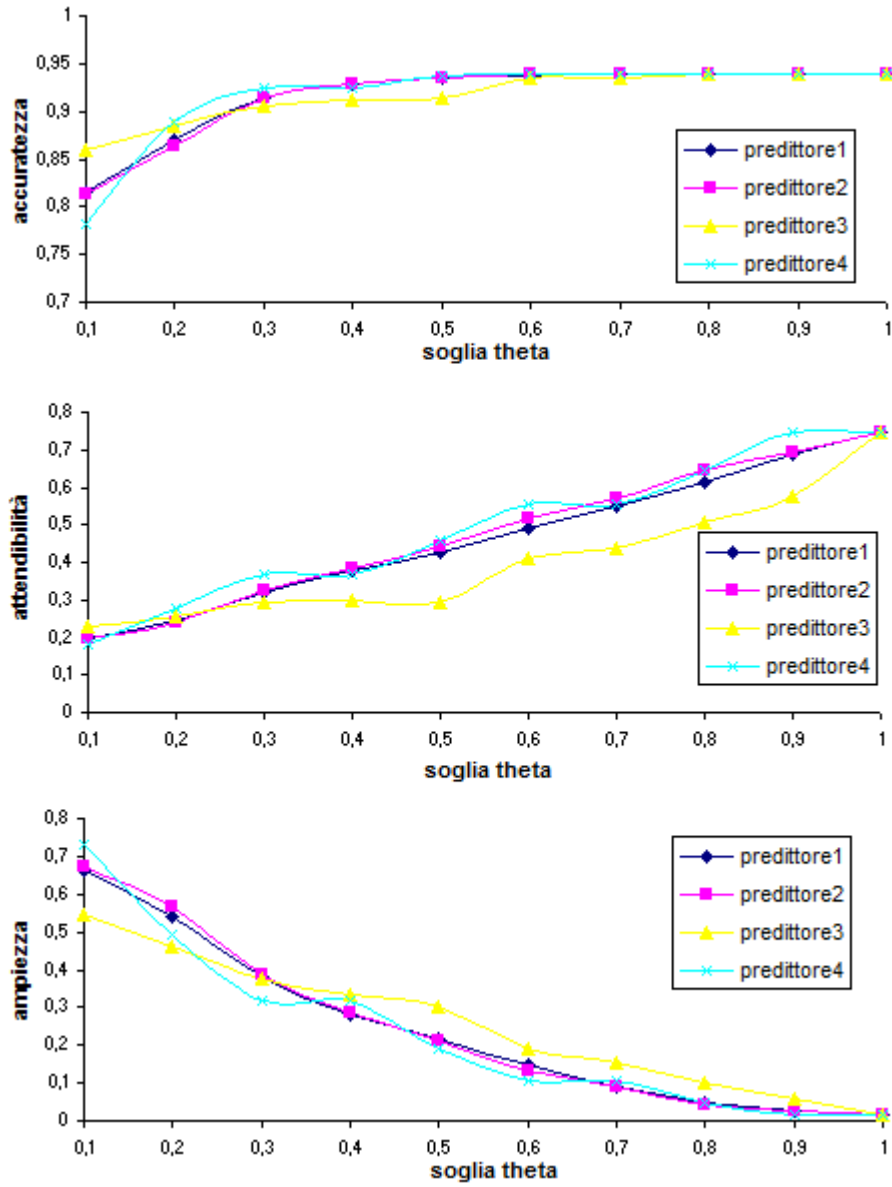 1
0,95
0,9
0,85
0,8
0,75
0,7
accuratezza
0,1 0,2 0,3 0,4 0,5 0,6 0,7 0,8 0,9 1
soglia theta
predittore1
predittore2
predittore3
predittore4
0,8
0,7
0,6
0,5
0,4
0,3
0,2
0,1
0
attendibilità
0,1 0,2 0,3 0,4 0,5 0,6 0,7 0,8 0,9 1
soglia theta
predittore1
predittore2
predittore3
predittore4
0,8
0,7
0,6
0,5
0,4
0,3
0,2
0,1
0
ampiezza
0,1 0,2 0,3 0,4 0,5 0,6 0,7 0,8 0,9 1
soglia theta
predittore1
predittore2
predittore3
predittore4